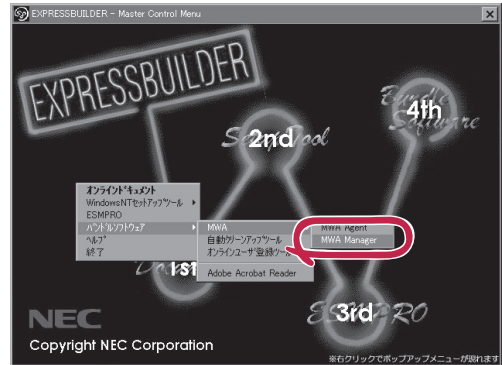 EXPRESSBUILDER - Master Control Menu
EXPRESSBUILDER
4th
Bundle
Software
2nd
Setup Tool
オンラインドキュメント
WindowsNTセットアップツール
ESMPRO
バンドルソフトウェア
ヘルプ
終了
MWA
自動クリーンアップツール
オンラインユーザ登録ツール
Adobe Acrobat Reader
MWA Agent
MWA Manager
1st
3rd
ESMPRO
NEC
Copyright NEC Corporation
※右クリックでポップアップメニューが現れます